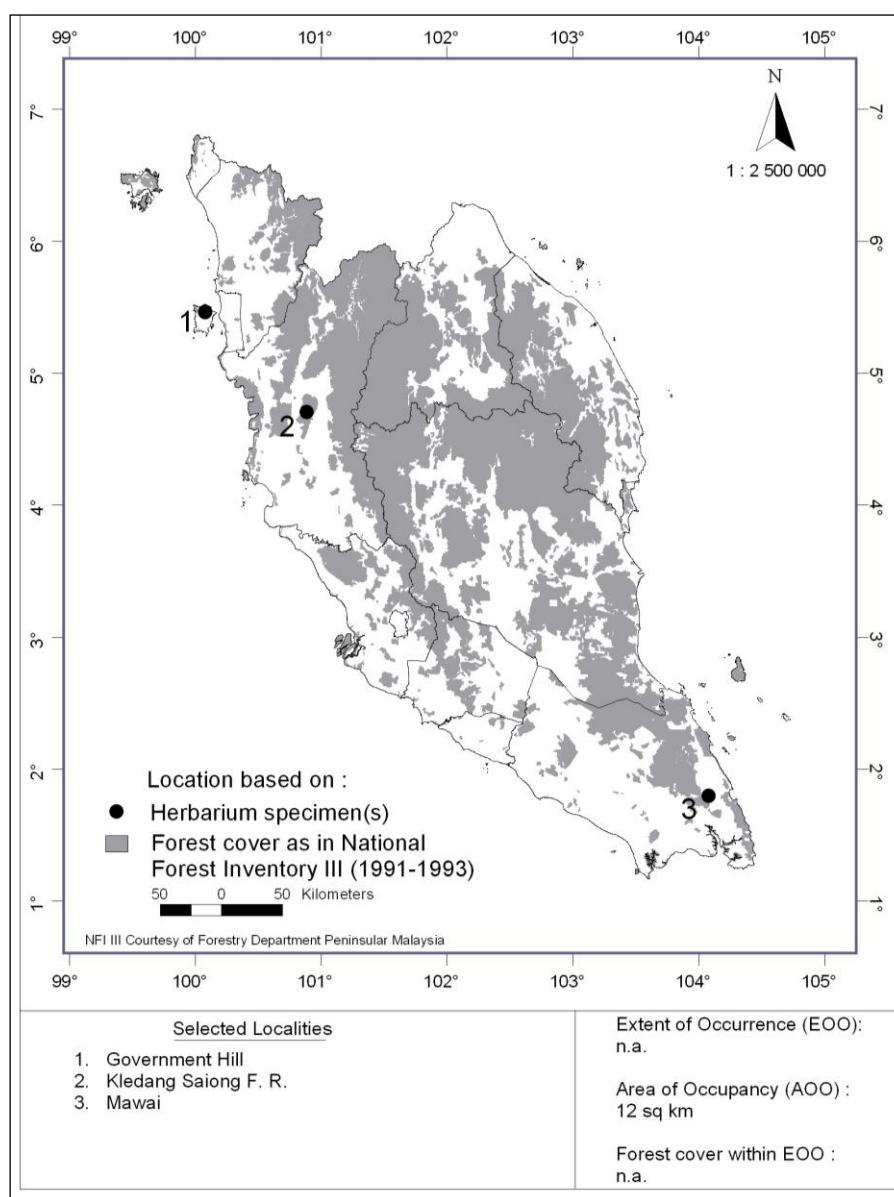 99° 100° 101° 102° 103° 104° 105°
N
1 : 2 500 000
7° 7°
6° 6°
1
5° 5°
2
4° 4°
3° 3°
2° 2°
3
Location based on :
Herbarium specimen(s)
Forest cover as in National
Forest Inventory III (1991-1993)
50 0 50 Kilometers
1° 1°
NFI III Courtesy of Forestry Department Peninsular Malaysia
99° 100° 101° 102° 103° 104° 105°
Selected Localities
1. Government Hill
2. Kledang Saiong F. R.
3. Mawai
Extent of Occurrence (EOO):
n.a.
Area of Occupancy (AOO) :
12 sq km
Forest cover within EOO :
n.a.